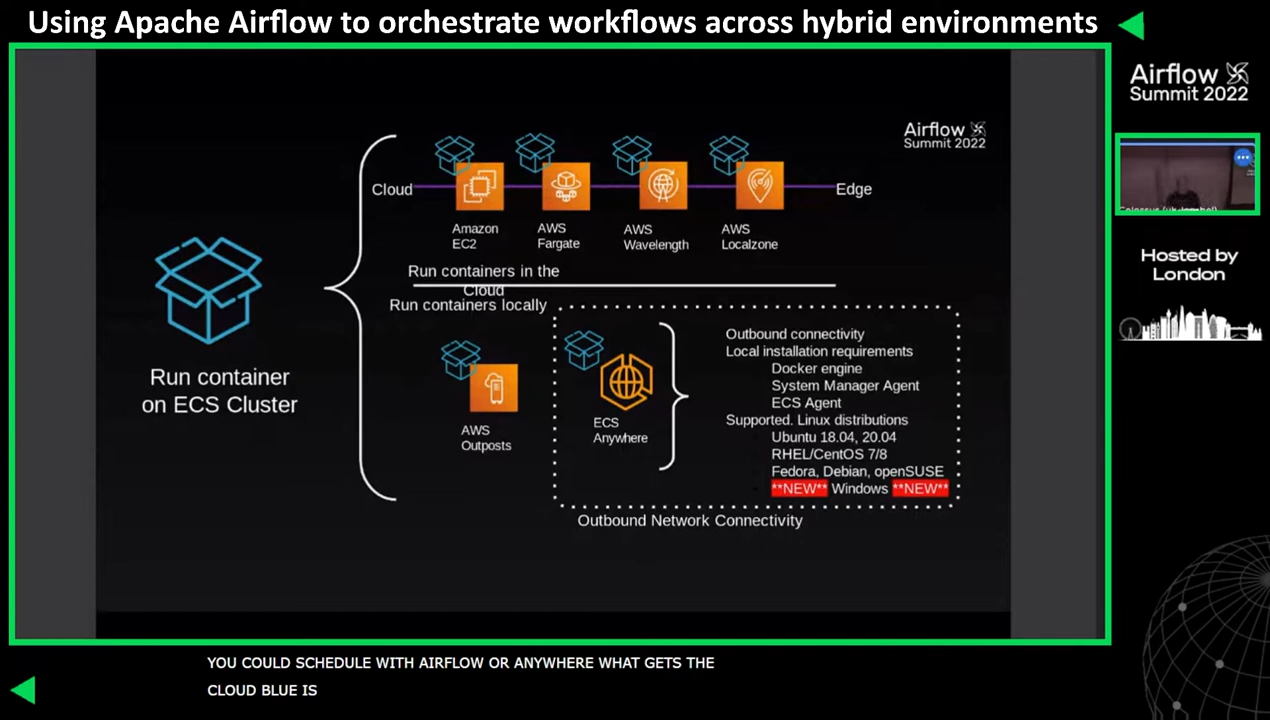 Using Apache Airflow to orchestrate workflows across hybrid environments
Airflow
Summit 2022
Airflow
Summit 2022
Cloud
Edge
Amazon
EC2
AWS
Fargate
AWS
Wavelength
AWS
Localzone
Run containers in the
Cloud
Run containers locally
Run container
on ECS Cluster
AWS
Outposts
ECS
Anywhere
Outbound connectivity
Local installation requirements
Docker engine
System Manager Agent
ECS Agent
Supported. Linux distributions
Ubuntu 18.04, 20.04
RHEL/CentOS 7/8
Fedora, Debian, openSUSE
**NEW** Windows **NEW**
Outbound Network Connectivity
Hosted by
London
YOU COULD SCHEDULE WITH AIRFLOW OR ANYWHERE WHAT GETS THE
CLOUD BLUE IS